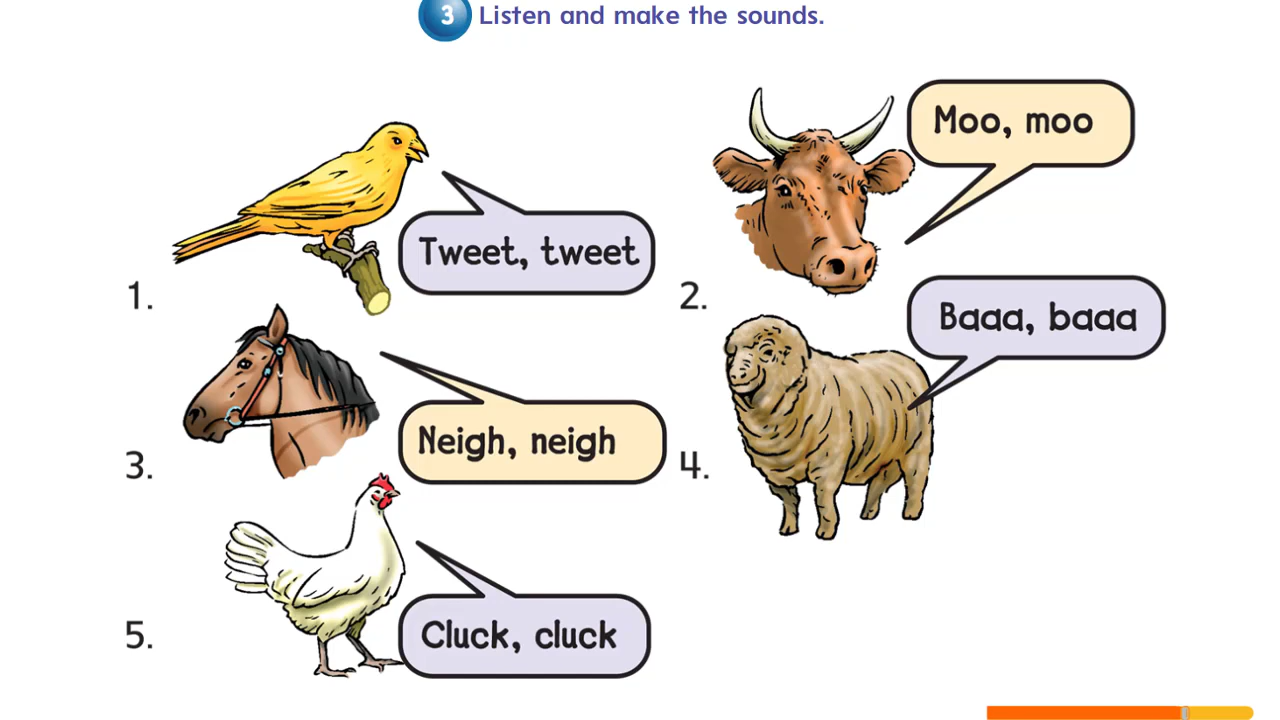 3 Listen and make the sounds.
1. Tweet, tweet
2. Moo, moo
3. Neigh, neigh
4. Baaa, baaa
5. Cluck, cluck